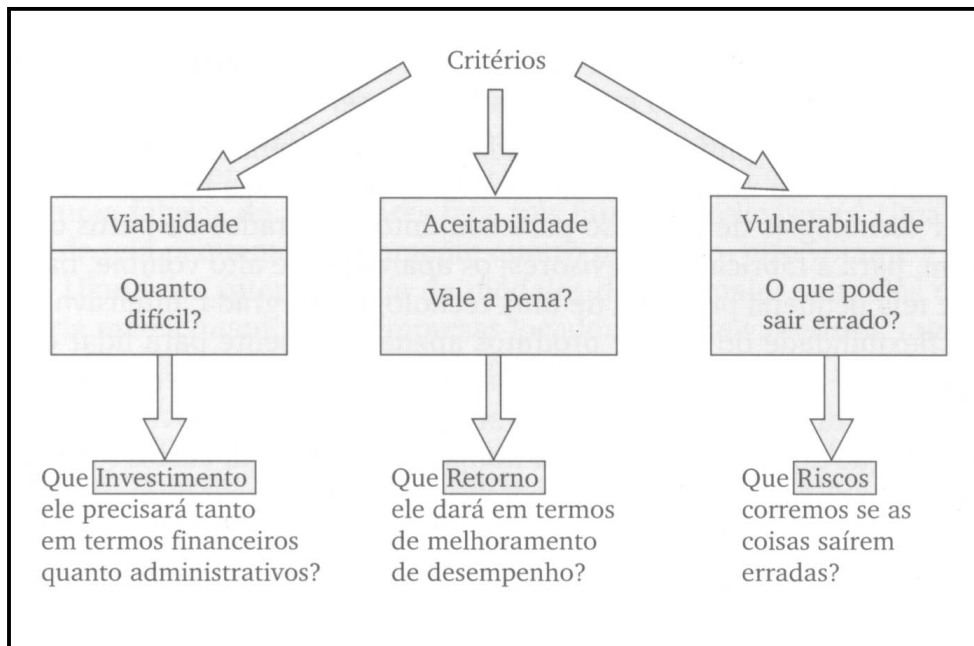 Critérios
Viabilidade
Quanto
difícil?
Que Investimento
ele precisará tanto
em termos financeiros
quanto administrativos?
Aceitabilidade
Vale a pena?
Que Retorno
ele dará em termos
de melhoramento
de desempenho?
Vulnerabilidade
O que pode
sair errado?
Que Riscos
corremos se as
coisas saírem
erradas?